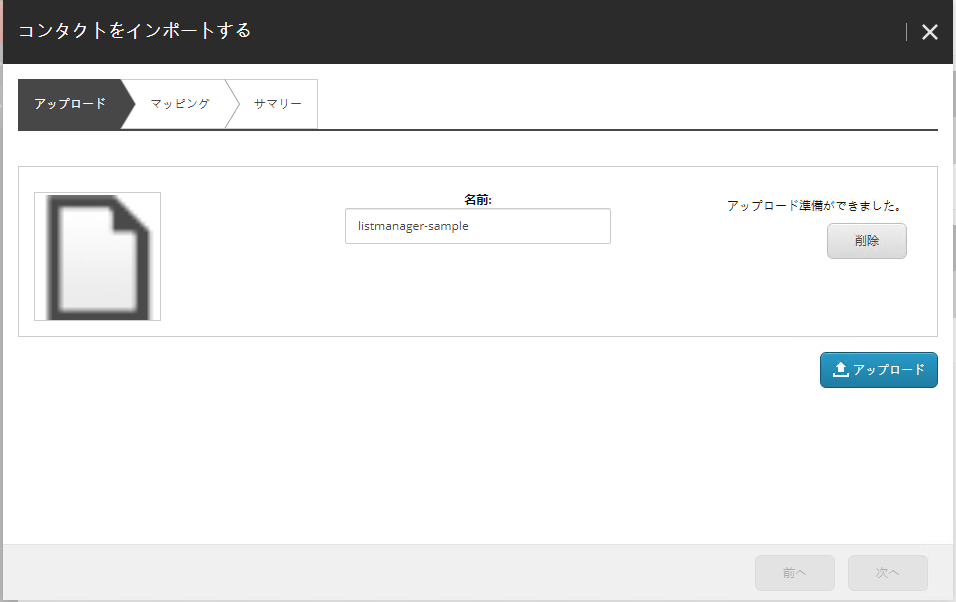 コンタクトをインポートする
アップロード
マッピング
サマリー
名前:
listmanager-sample
アップロード準備ができました。
削除
アップロード
前へ
次へ